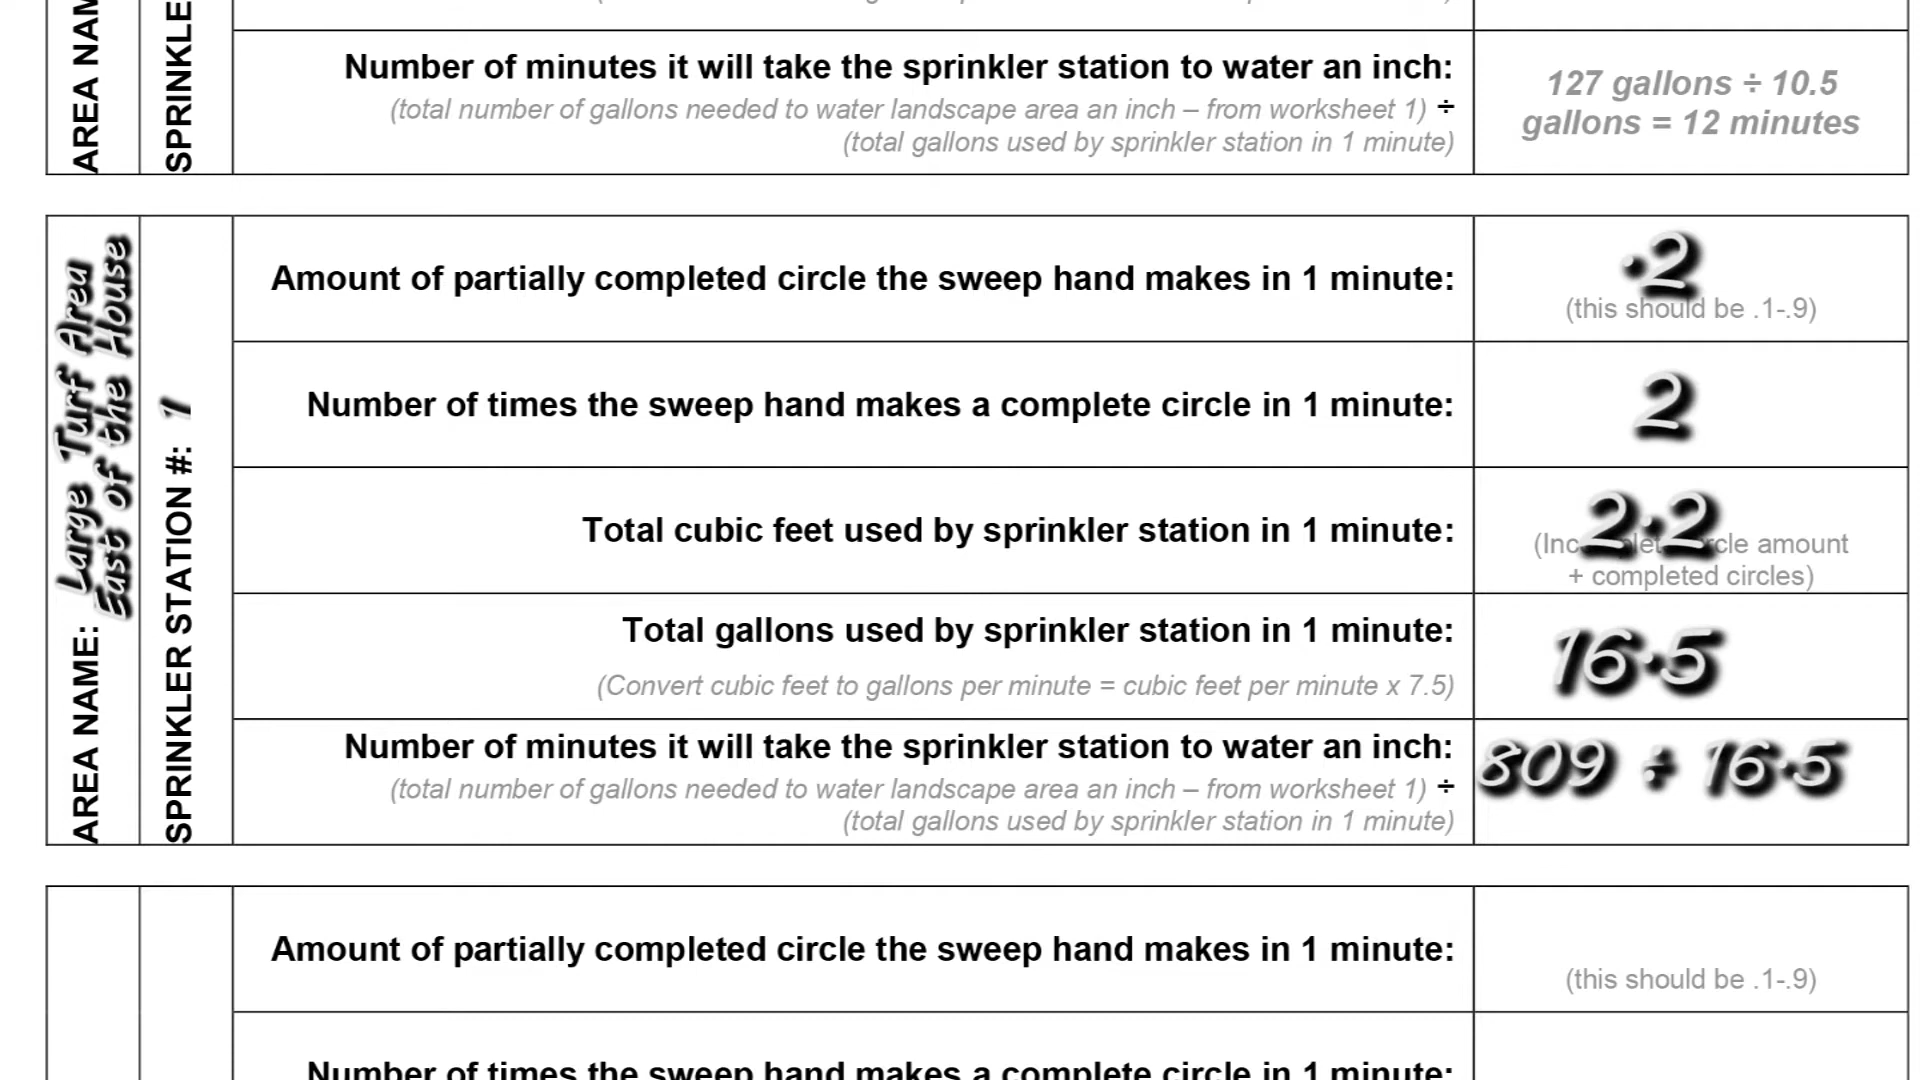 AREA NAM
SPRINKLE
Number of minutes it will take the sprinkler station to water an inch:
(total number of gallons needed to water landscape area an inch – from worksheet 1) ÷
(total gallons used by sprinkler station in 1 minute)
127 gallons ÷ 10.5
gallons = 12 minutes
AREA NAME: Large Turf Area
East of the House
SPRINKLER STATION #: 1
Amount of partially completed circle the sweep hand makes in 1 minute:
.2
(this should be .1-.9)
Number of times the sweep hand makes a complete circle in 1 minute:
2
Total cubic feet used by sprinkler station in 1 minute:
2.2
(Incomplete circle amount
+ completed circles)
Total gallons used by sprinkler station in 1 minute:
(Convert cubic feet to gallons per minute = cubic feet per minute x 7.5)
16.5
Number of minutes it will take the sprinkler station to water an inch:
(total number of gallons needed to water landscape area an inch – from worksheet 1) ÷
(total gallons used by sprinkler station in 1 minute)
809 ÷ 16.5
Amount of partially completed circle the sweep hand makes in 1 minute:
(this should be .1-.9)
Number of times the sweep hand makes a complete circle in 1 minute: